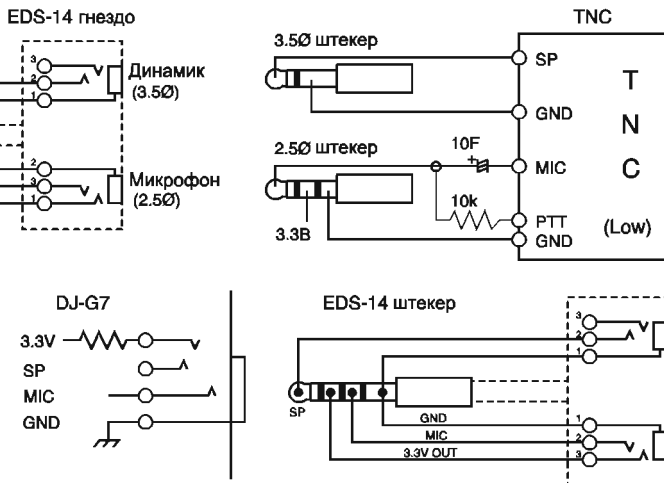 EDS-14 гнездо
3
2
1
Динамик
(3.5Ø)
2
3
1
Микрофон
(2.5Ø)
TNC
3.5Ø штекер
SP
GND
2.5Ø штекер
10F
+
MIC
10k
PTT
GND
3.3В
T
N
C
(Low)
DJ-G7
3.3V
SP
MIC
GND
EDS-14 штекер
3
2
1
SP
GND
1
MIC
2
3.3V OUT
3